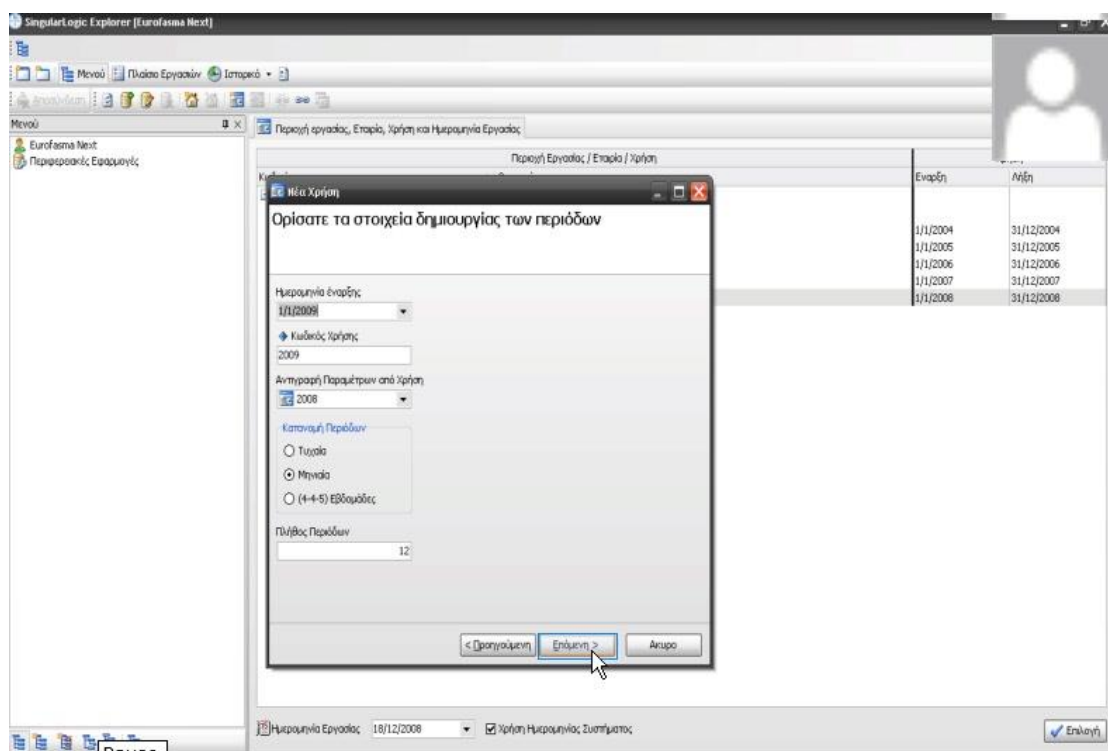 SingularLogic Explorer [Eurofasma Next]
Μενού Πλαίσιο Εργασιών Ιστορικό
Αποσύνδεση
Μενού
Eurofasma Next
Περιφερειακές Εφαρμογές
Περιοχή εργασίας, Εταιρία, Χρήση και Ημερομηνία Εργασίας
Περιοχή Εργασίας / Εταιρία / Χρήση
Έναρξη Λήξη
1/1/2004 31/12/2004
1/1/2005 31/12/2005
1/1/2006 31/12/2006
1/1/2007 31/12/2007
1/1/2008 31/12/2008
Νέα Χρήση
Ορίσατε τα στοιχεία δημιουργίας των περιόδων
Ημερομηνία έναρξης
1/1/2009
Κωδικός Χρήσης
2009
Αντιγραφή Παραμέτρων από Χρήση
2008
Κατανομή Περιόδων
Τυχαία
Μηνιαία
(4-4-5) Εβδομάδες
Πλήθος Περιόδων
12
< Προηγούμενη Επόμενη > Ακυρο
Ημερομηνία Εργασίας 18/12/2008 Χρήση Ημερομηνίας Συστήματος Επιλογή